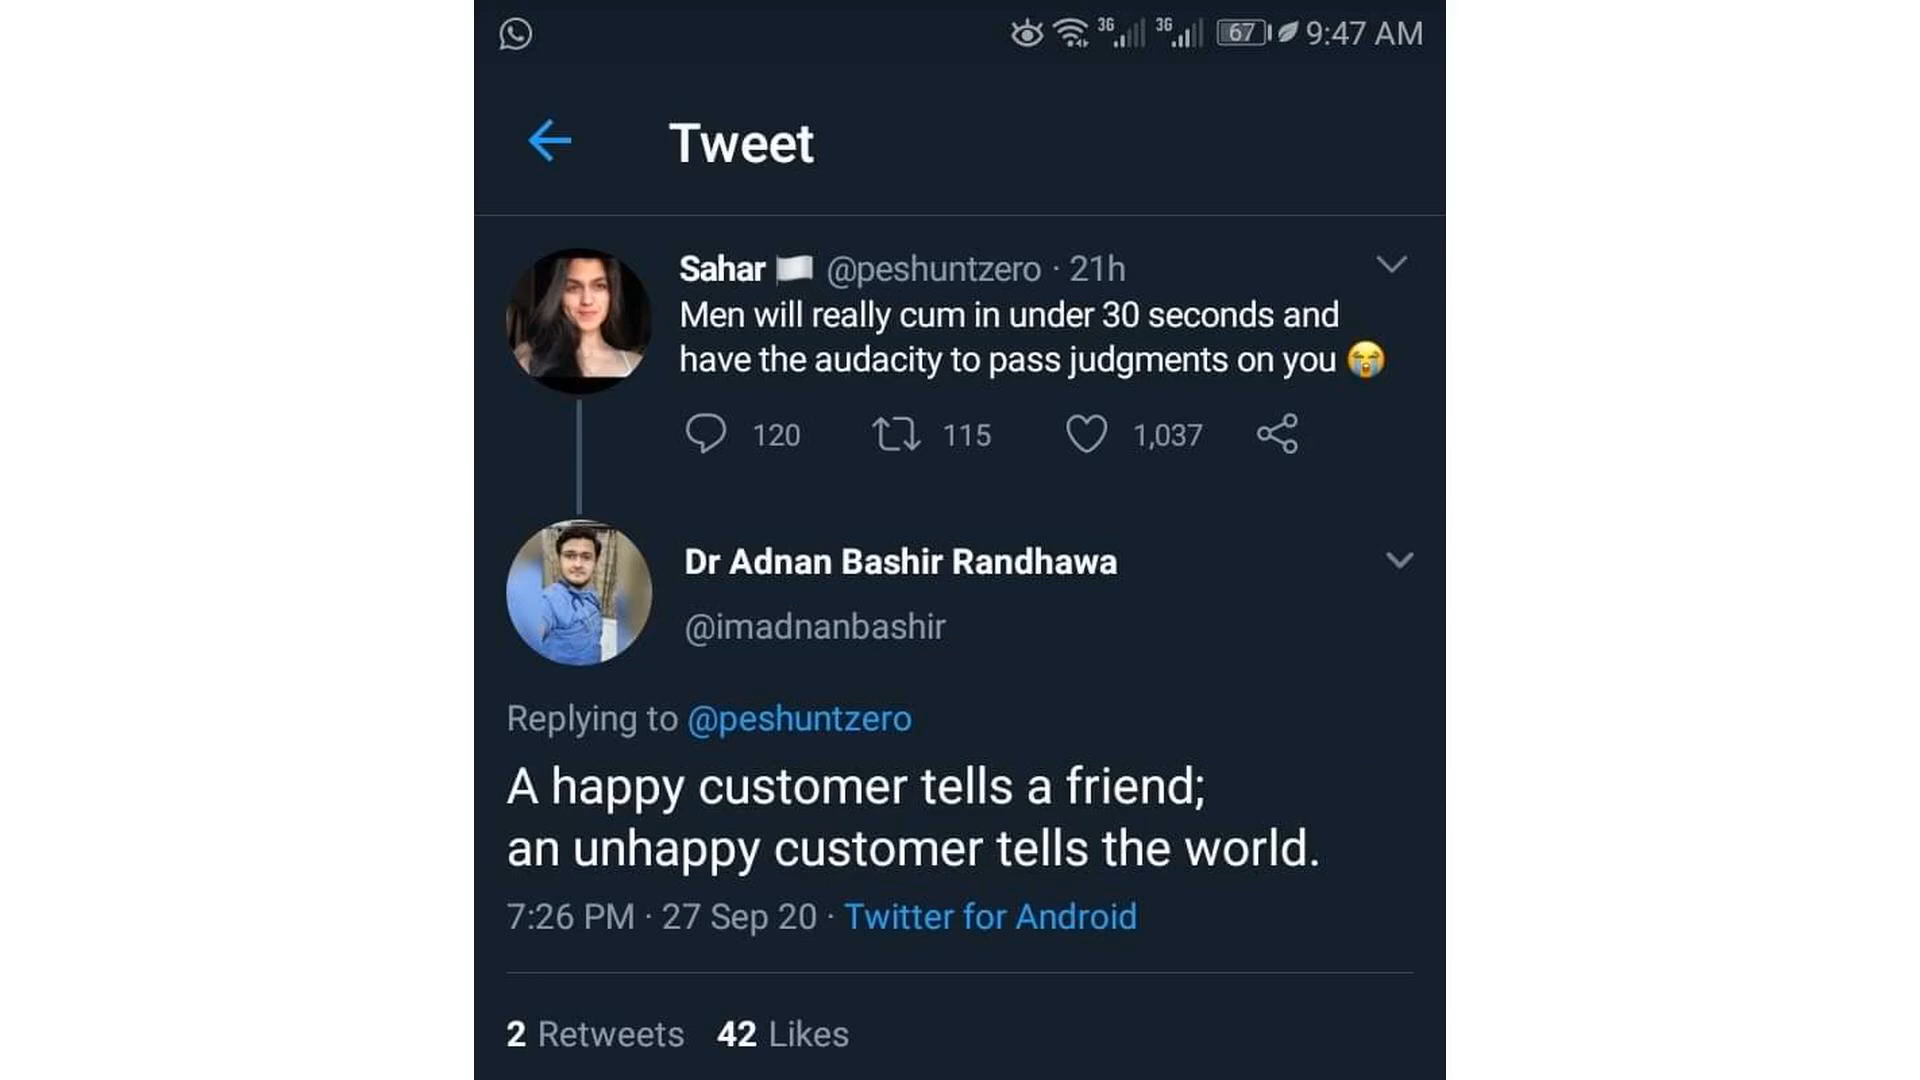 3G 3G 67 9:47 AM
Tweet
Sahar 🏳️ @peshuntzero · 21h
Men will really cum in under 30 seconds and
have the audacity to pass judgments on you 😭
120 115 1,037
Dr Adnan Bashir Randhawa
@imadnanbashir
Replying to @peshuntzero
A happy customer tells a friend;
an unhappy customer tells the world.
7:26 PM · 27 Sep 20 · Twitter for Android
2 Retweets 42 Likes